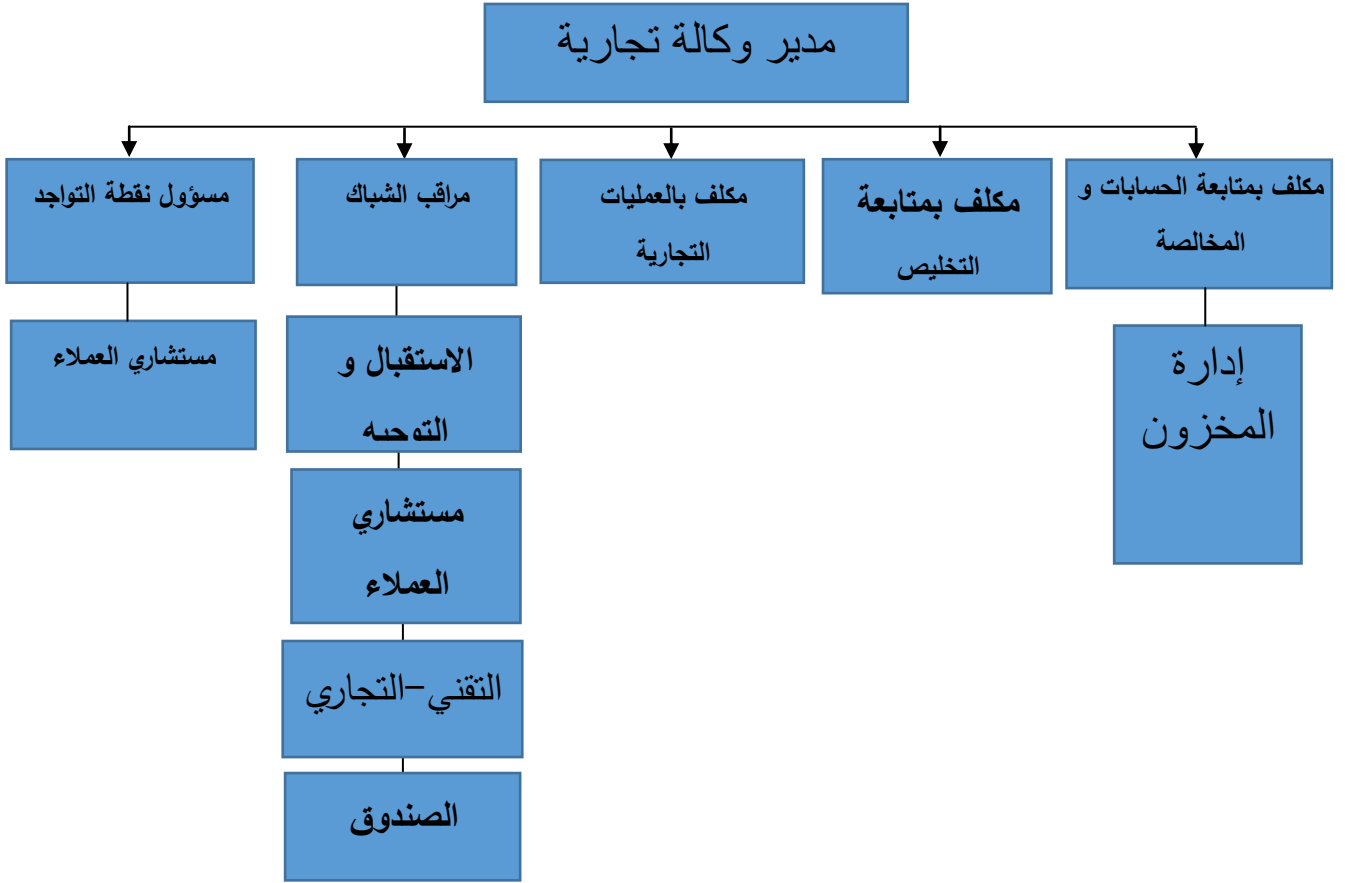 مدير وكالة تجارية
مكلف بمتابعة الحسابات و
المخالصة
مكلف بمتابعة
التخليص
مكلف بالعمليات
التجارية
مراقب الشباك
مسؤول نقطة التواجد
إدارة
المخزون
الاستقبال و
التوجيه
مستشاري
العملاء
التقني-التجاري
الصندوق
مستشاري العملاء